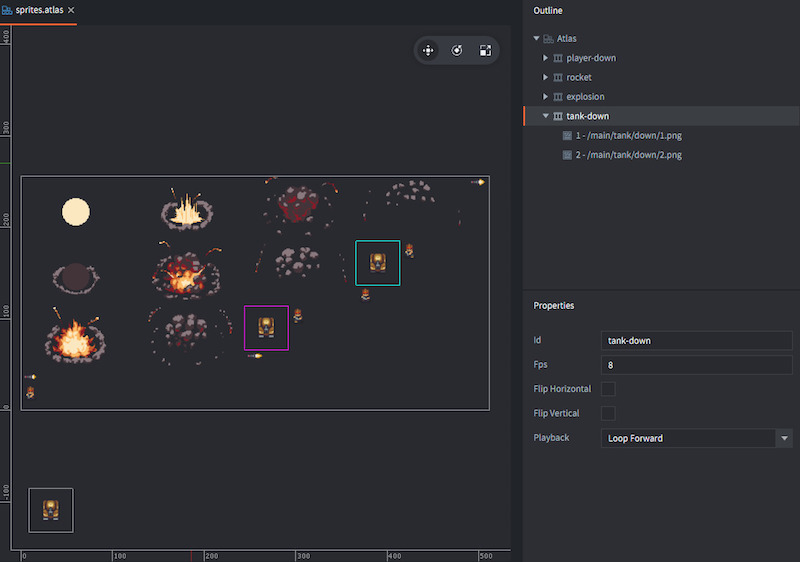 sprites.atlas
Outline
Atlas
player-down
rocket
explosion
tank-down
1 - /main/tank/down/1.png
2 - /main/tank/down/2.png
400
300
200
100
0
-100
0
100
200
300
400
500
Properties
Id
tank-down
Fps
8
Flip Horizontal
Flip Vertical
Playback
Loop Forward